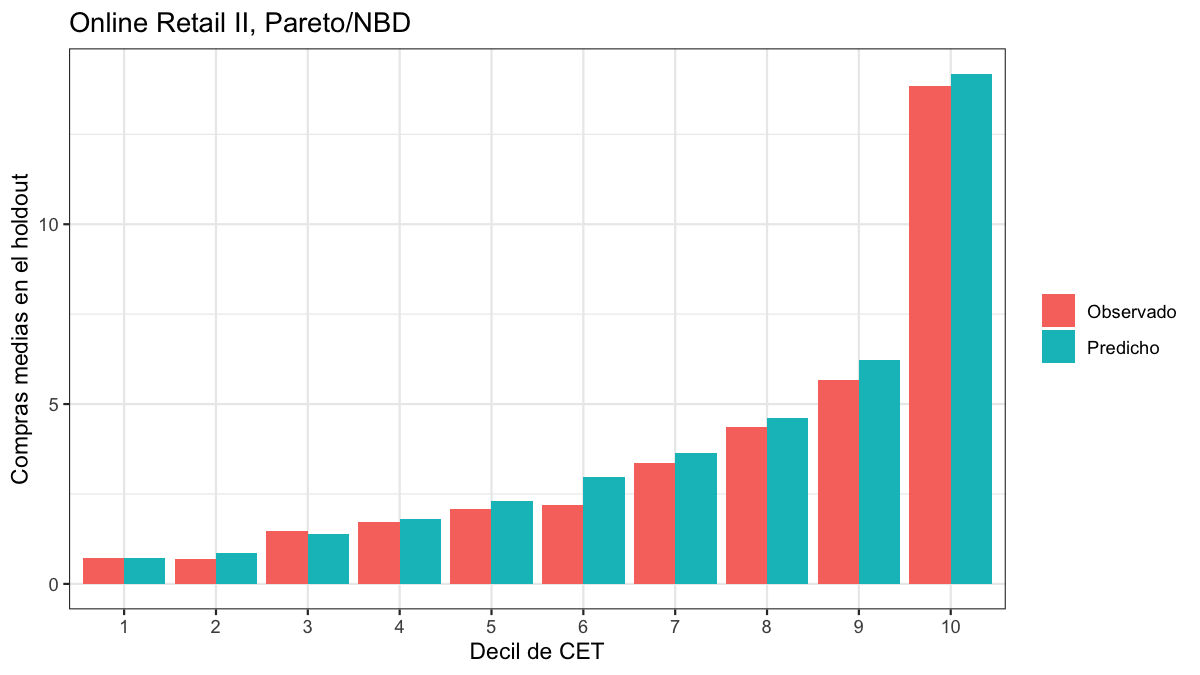 Online Retail II, Pareto/NBD
Compras medias en el holdout
10
5
0
1 2 3 4 5 6 7 8 9 10
Decil de CET
Observado
Predicho